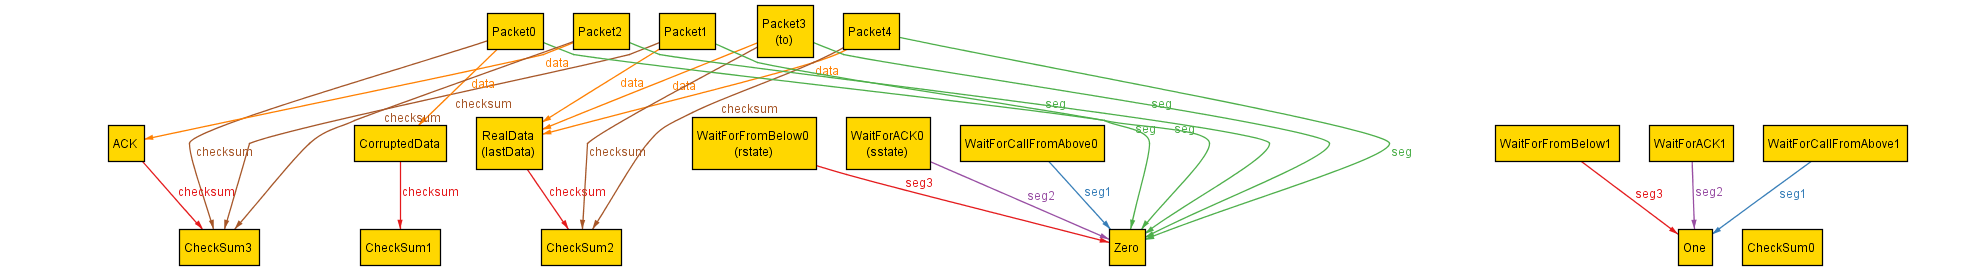 Packet0
Packet2
Packet1
Packet3
(to)
Packet4
data
data
data
data
data
checksum
checksum
checksum
checksum
checksum
seg
seg
seg
seg
seg
ACK
CorruptedData
RealData
(lastData)
WaitForFromBelow0
(rstate)
WaitForACK0
(sstate)
WaitForCallFromAbove0
WaitForFromBelow1
WaitForACK1
WaitForCallFromAbove1
checksum
checksum
checksum
seg3
seg2
seg1
seg3
seg2
seg1
CheckSum3
CheckSum1
CheckSum2
Zero
One
CheckSum0